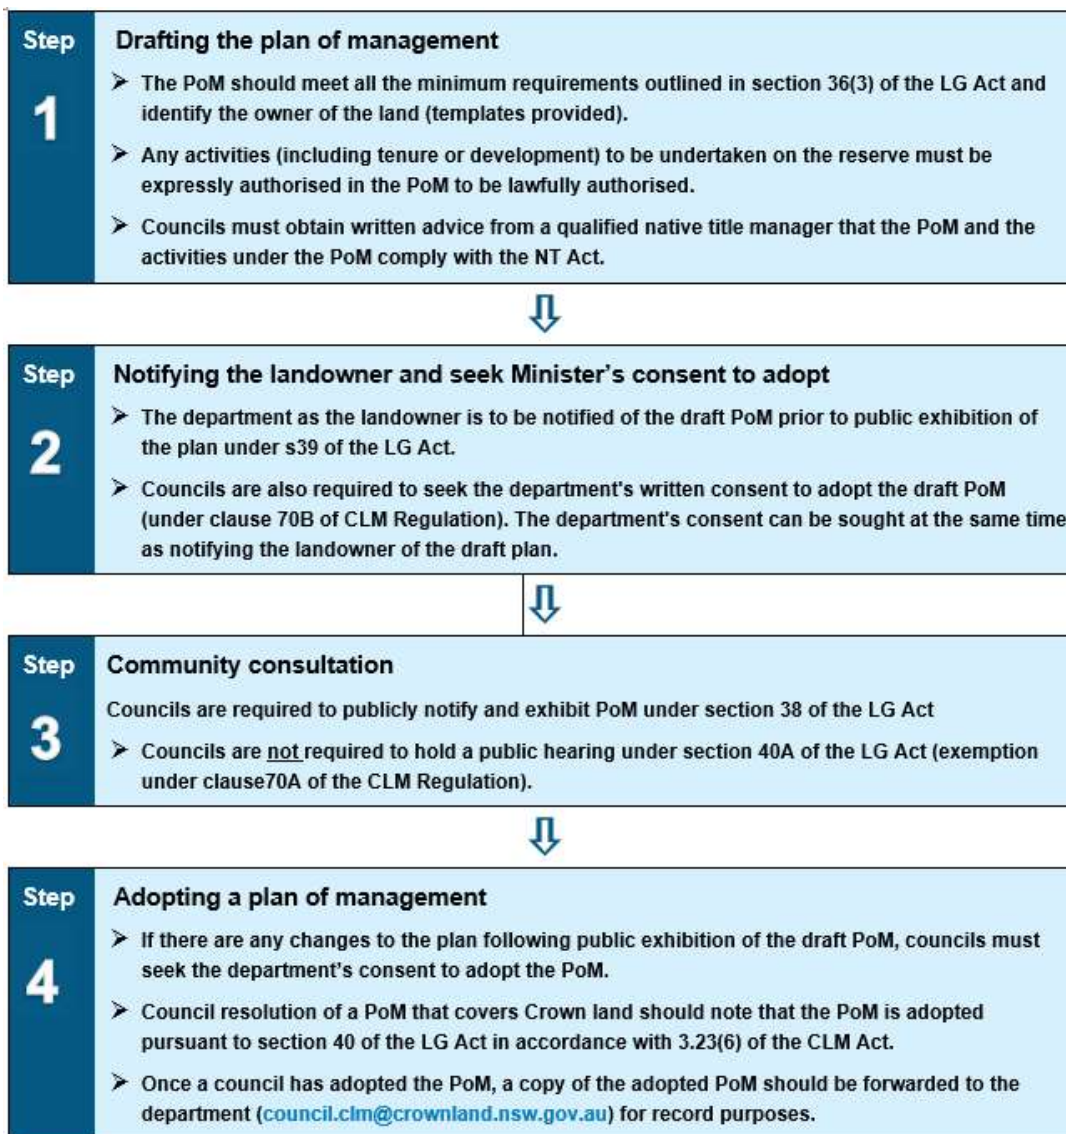 Step
1
Drafting the plan of management
➤ The PoM should meet all the minimum requirements outlined in section 36(3) of the LG Act and
identify the owner of the land (templates provided).
➤ Any activities (including tenure or development) to be undertaken on the reserve must be
expressly authorised in the PoM to be lawfully authorised.
➤ Councils must obtain written advice from a qualified native title manager that the PoM and the
activities under the PoM comply with the NT Act.
Step
2
Notifying the landowner and seek Minister's consent to adopt
➤ The department as the landowner is to be notified of the draft PoM prior to public exhibition of
the plan under s39 of the LG Act.
➤ Councils are also required to seek the department's written consent to adopt the draft PoM
(under clause 70B of CLM Regulation). The department's consent can be sought at the same time
as notifying the landowner of the draft plan.
Step
3
Community consultation
Councils are required to publicly notify and exhibit PoM under section 38 of the LG Act
➤ Councils are not required to hold a public hearing under section 40A of the LG Act (exemption
under clause70A of the CLM Regulation).
Step
4
Adopting a plan of management
➤ If there are any changes to the plan following public exhibition of the draft PoM, councils must
seek the department's consent to adopt the PoM.
➤ Council resolution of a PoM that covers Crown land should note that the PoM is adopted
pursuant to section 40 of the LG Act in accordance with 3.23(6) of the CLM Act.
➤ Once a council has adopted the PoM, a copy of the adopted PoM should be forwarded to the
department (council.clm@crownland.nsw.gov.au) for record purposes.